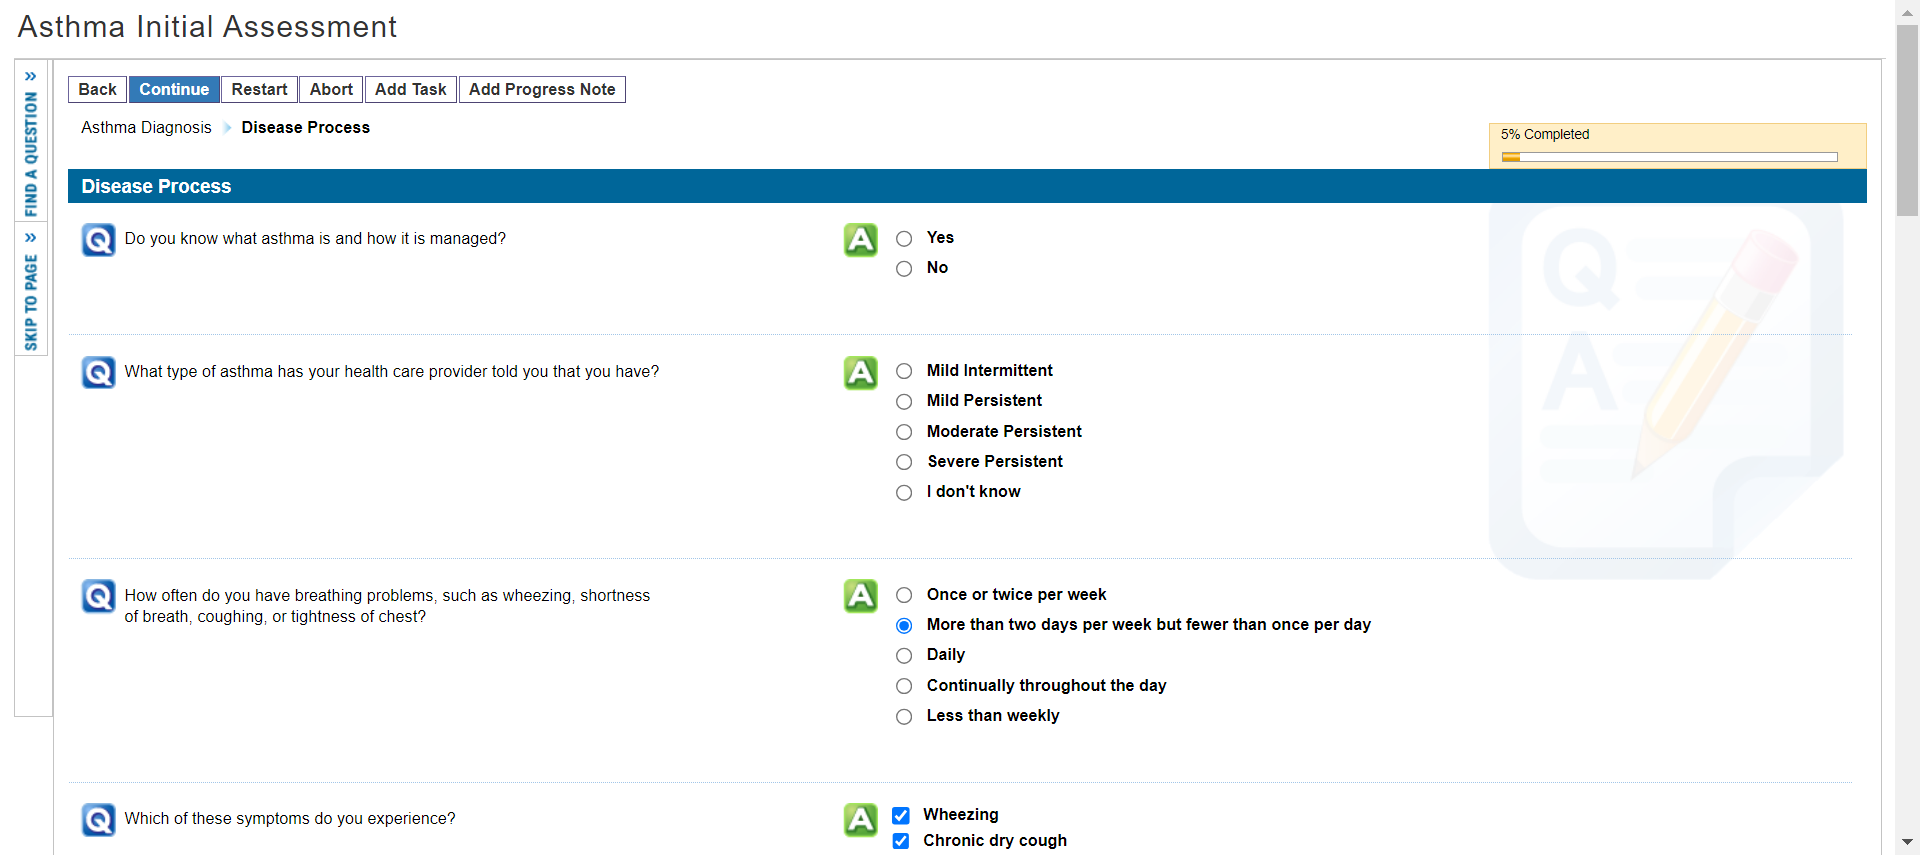 Asthma Initial Assessment
» FIND A QUESTION
» SKIP TO PAGE
Back Continue Restart Abort Add Task Add Progress Note
Asthma Diagnosis Disease Process
5% Completed
Disease Process
Q Do you know what asthma is and how it is managed?
A Yes
No
Q What type of asthma has your health care provider told you that you have?
A Mild Intermittent
Mild Persistent
Moderate Persistent
Severe Persistent
I don't know
Q How often do you have breathing problems, such as wheezing, shortness
of breath, coughing, or tightness of chest?
A Once or twice per week
More than two days per week but fewer than once per day
Daily
Continually throughout the day
Less than weekly
Q Which of these symptoms do you experience?
A Wheezing
Chronic dry cough
Q
A